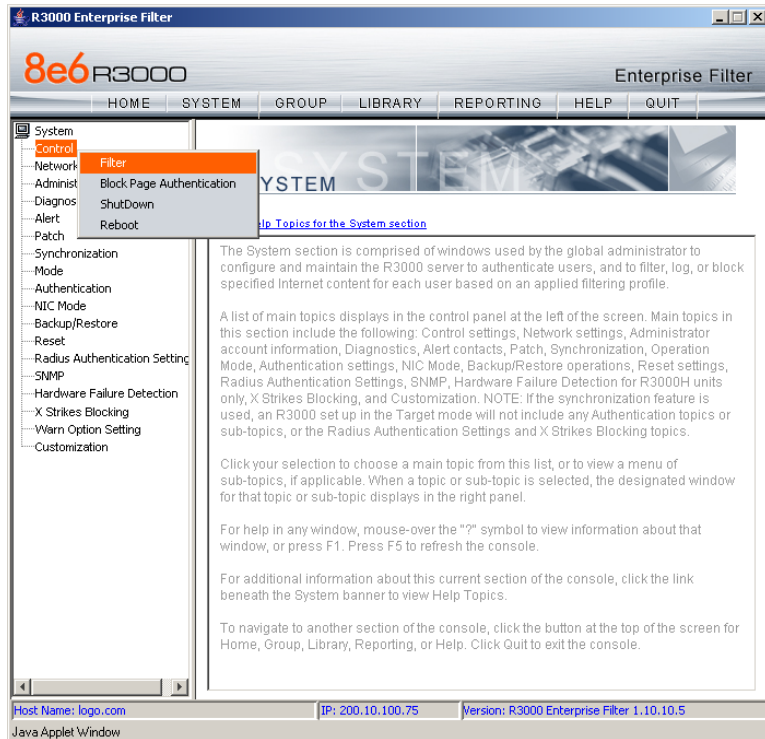 R3000 Enterprise Filter
8e6 R3000
Enterprise Filter
HOME SYSTEM GROUP LIBRARY REPORTING HELP QUIT
System
Control
Network
Administ
Diagnos
Alert
Patch
Synchronization
Mode
Authentication
NIC Mode
Backup/Restore
Reset
Radius Authentication Setting
SNMP
Hardware Failure Detection
X Strikes Blocking
Warn Option Setting
Customization
Filter
Block Page Authentication
ShutDown
Reboot
SYSTEM
YSTEM
elp Topics for the System section
The System section is comprised of windows used by the global administrator to
configure and maintain the R3000 server to authenticate users, and to filter, log, or block
specified Internet content for each user based on an applied filtering profile.
A list of main topics displays in the control panel at the left of the screen. Main topics in
this section include the following: Control settings, Network settings, Administrator
account information, Diagnostics, Alert contacts, Patch, Synchronization, Operation
Mode, Authentication settings, NIC Mode, Backup/Restore operations, Reset settings,
Radius Authentication Settings, SNMP, Hardware Failure Detection for R3000H units
only, X Strikes Blocking, and Customization. NOTE: If the synchronization feature is
used, an R3000 set up in the Target mode will not include any Authentication topics or
sub-topics, or the Radius Authentication Settings and X Strikes Blocking topics.
Click your selection to choose a main topic from this list, or to view a menu of
sub-topics, if applicable. When a topic or sub-topic is selected, the designated window
for that topic or sub-topic displays in the right panel.
For help in any window, mouse-over the "?" symbol to view information about that
window, or press F1. Press F5 to refresh the console.
For additional information about this current section of the console, click the link
beneath the System banner to view Help Topics.
To navigate to another section of the console, click the button at the top of the screen for
Home, Group, Library, Reporting, or Help. Click Quit to exit the console.
Host Name: logo.com
IP: 200.10.100.75
Version: R3000 Enterprise Filter 1.10.10.5
Java Applet Window